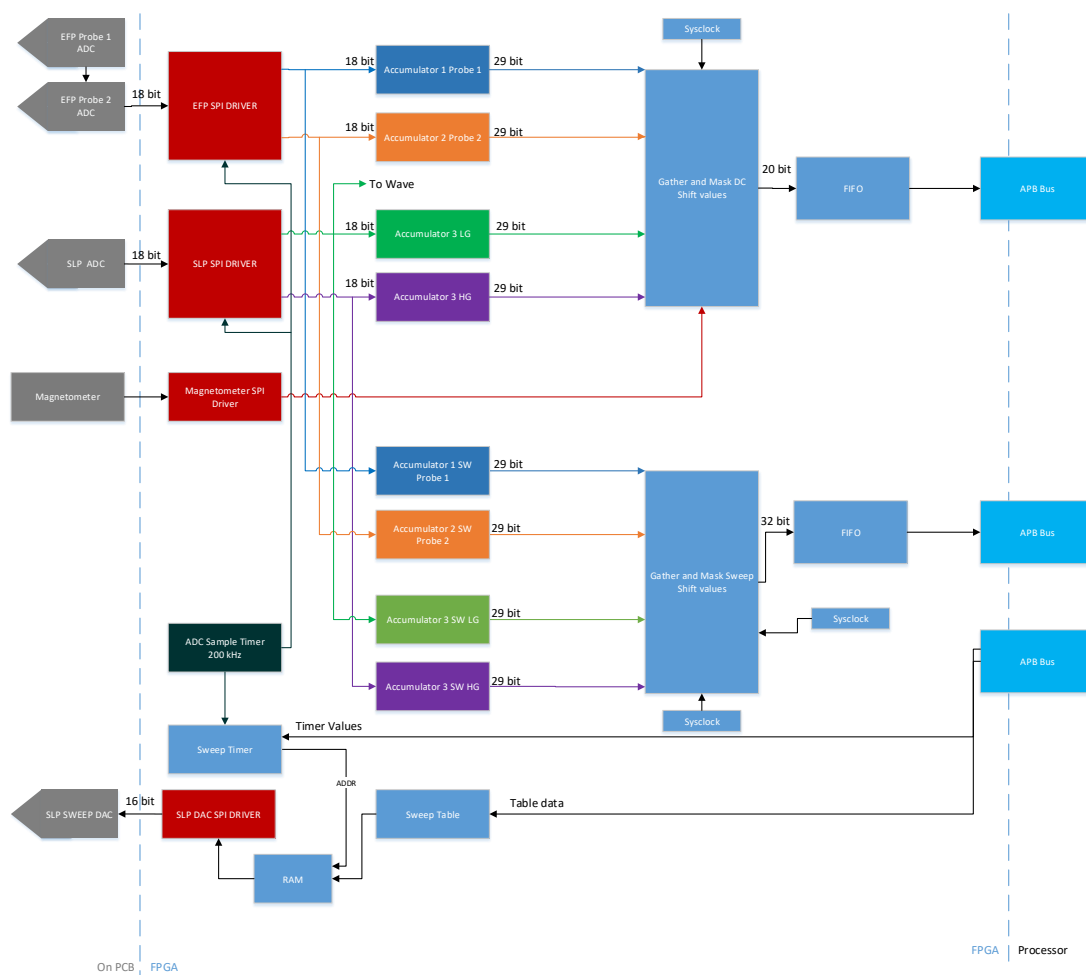 Sysclock
EFP Probe 1
ADC
EFP Probe 2
ADC
18 bit
EFP SPI DRIVER
18 bit
Accumulator 1 Probe 1
29 bit
18 bit
Accumulator 2 Probe 2
29 bit
Gather and Mask DC
Shift values
20 bit
FIFO
APB Bus
To Wave
SLP  ADC
18 bit
SLP SPI DRIVER
18 bit
Accumulator 3 LG
29 bit
18 bit
Accumulator 3 HG
29 bit
Magnetometer
Magnetometer SPI
Driver
Accumulator 1 SW
Probe 1
29 bit
Accumulator 2 SW
Probe 2
29 bit
Gather and Mask Sweep
Shift values
32 bit
FIFO
APB Bus
Accumulator 3 SW LG
29 bit
Sysclock
ADC Sample Timer
200 kHz
Accumulator 3 SW HG
29 bit
APB Bus
Sysclock
Timer Values
Sweep Timer
ADDR
SLP SWEEP DAC
16 bit
SLP DAC SPI DRIVER
Sweep Table
Table data
RAM
On PCB
FPGA
FPGA
Processor